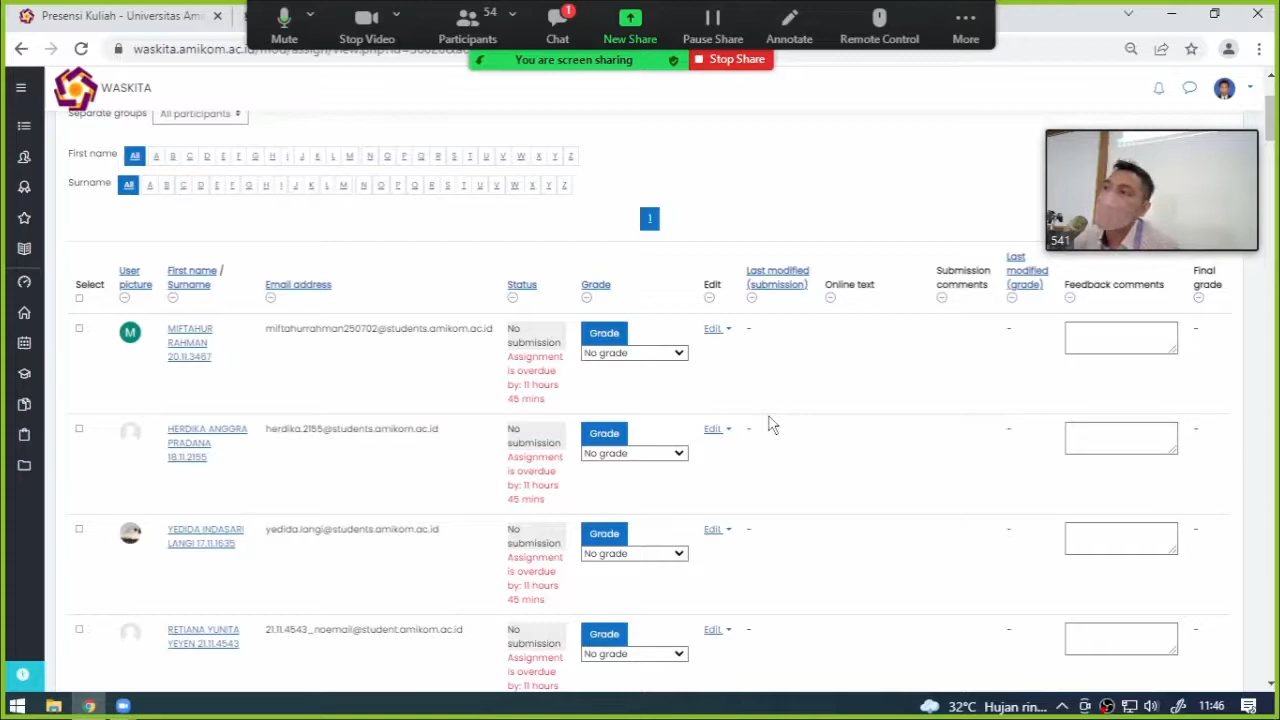 Presensi Kuliah - Universitas Ami
54
1
Mute
Stop Video
Participants
Chat
New Share
Pause Share
Annotate
Remote Control
More
You are screen sharing
Stop Share
WASKITA
Separate groups All participants
First name All A B C D E F G H I J K L M N O P Q R S T U V W X Y Z
Surname All A B C D E F G H I J K L M N O P Q R S T U V W X Y Z
541
1
Select
User picture
First name / Surname
Email address
Status
Grade
Edit
Last modified (submission)
Online text
Submission comments
Last modified (grade)
Feedback comments
Final grade
M
MIFTAHUR
RAHMAN
20.11.3467
miftahurrahman250702@students.amikom.ac.id
No
submission
Assignment
is overdue
by: 11 hours
45 mins
Grade
No grade
Edit
-
-
-
HERDIKA ANGGRA
PRADANA
18.11.2155
herdika.2155@students.amikom.ac.id
No
submission
Assignment
is overdue
by: 11 hours
45 mins
Grade
No grade
Edit
-
-
-
YEDIDA INDASARI
LANGI 17.11.1635
yedida.langi@students.amikom.ac.id
No
submission
Assignment
is overdue
by: 11 hours
45 mins
Grade
No grade
Edit
-
-
-
RETIANA YUNITA
YEYEN 21.11.4543
21.11.4543_noemail@student.amikom.ac.id
No
submission
Assignment
is overdue
by: 11 hours
Grade
No grade
Edit
-
-
-
32°C Hujan rin...
11:46